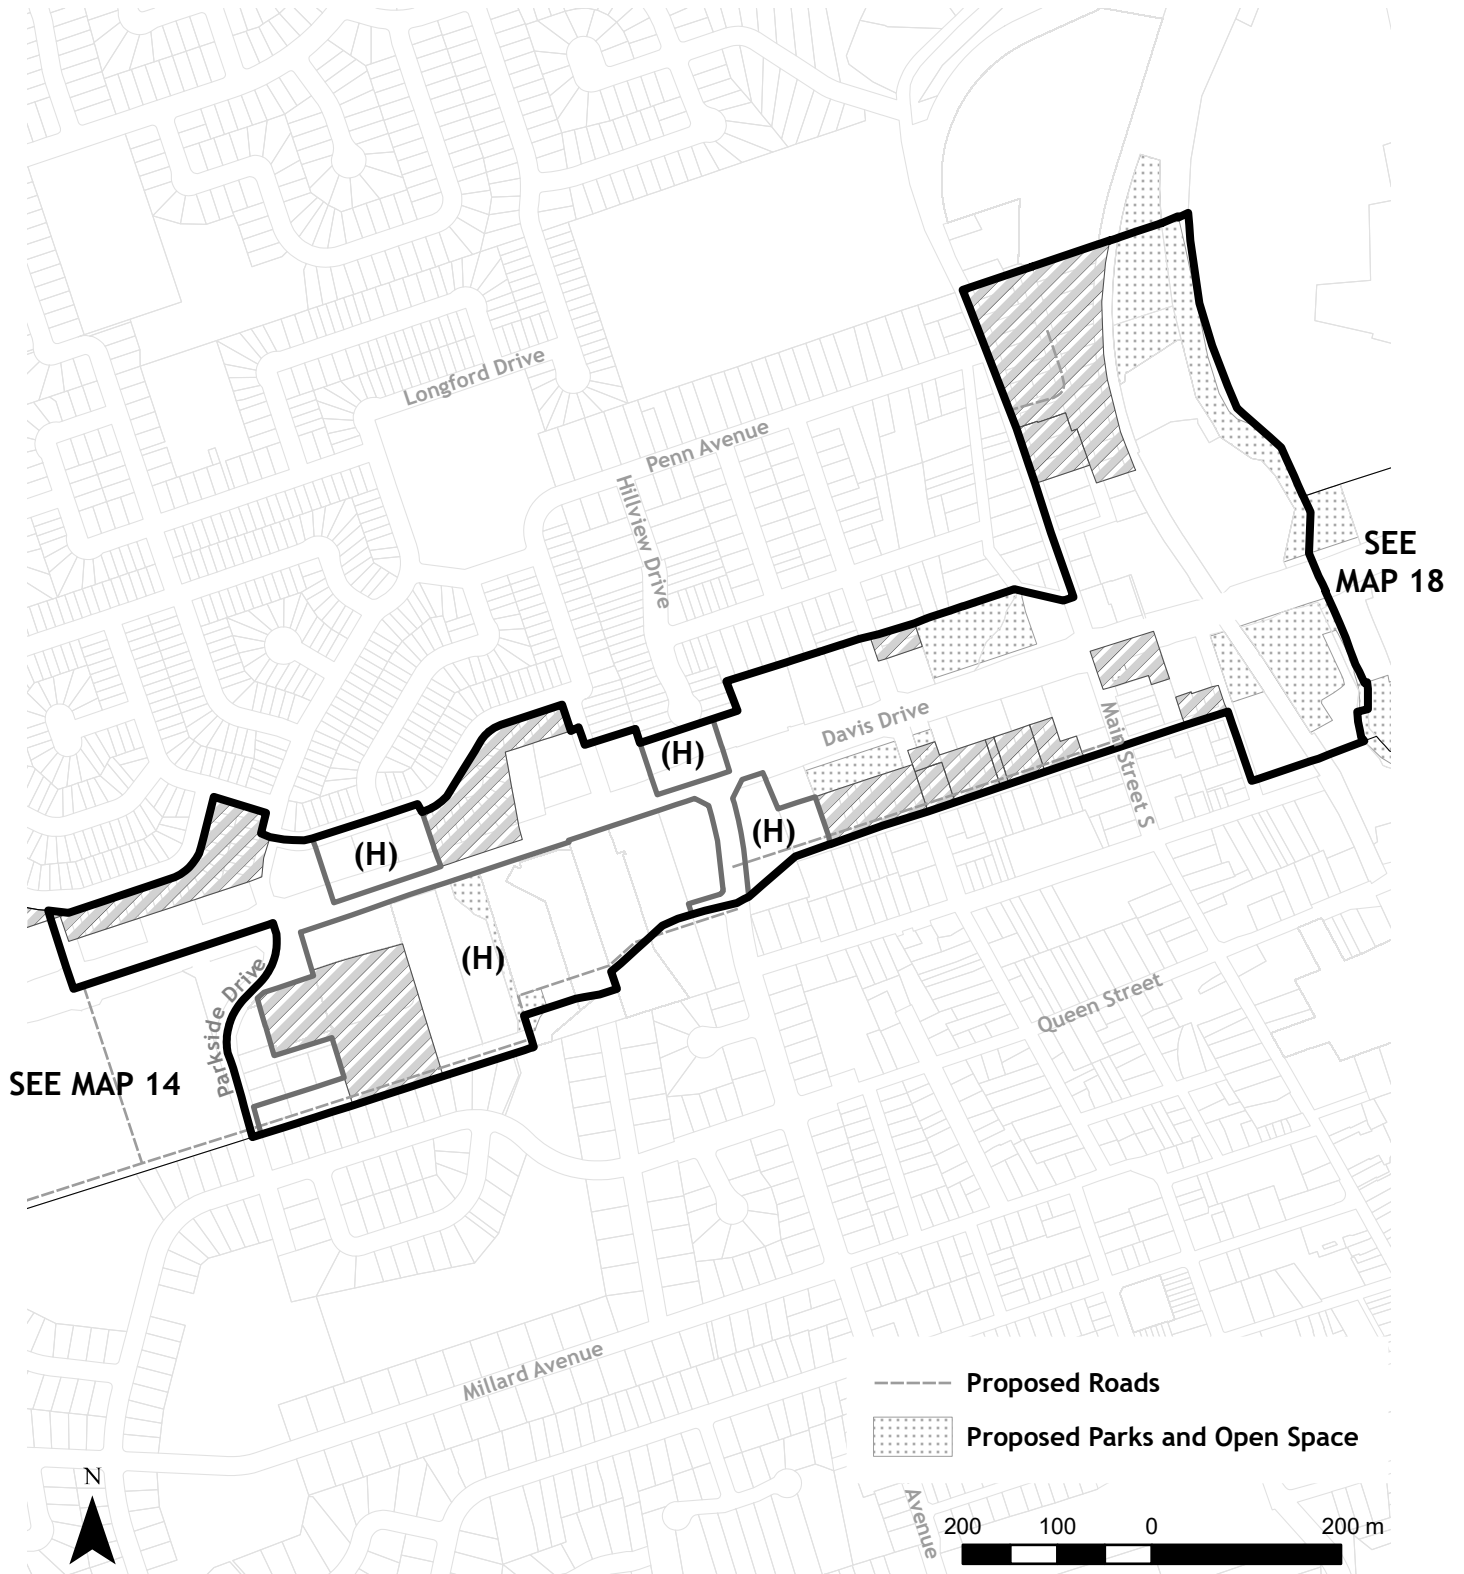 Longford Drive
Penn Avenue
Hillview Drive
SEE
MAP 18
Davis Drive
Main Street S
(H)
(H)
(H)
(H)
Parkside Drive
Queen Street
SEE MAP 14
Millard Avenue
Proposed Roads
Proposed Parks and Open Space
N
Avenue
200 100 0 200 m